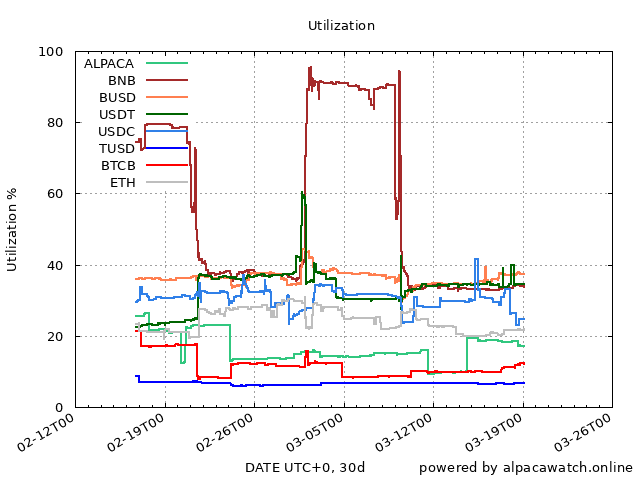 Utilization
100
80
60
40
20
0
Utilization %
ALPACA
BNB
BUSD
USDT
USDC
TUSD
BTCB
ETH
02-12T00
02-19T00
02-26T00
03-05T00
03-12T00
03-19T00
03-26T00
DATE UTC+0, 30d
powered by alpacawatch.online